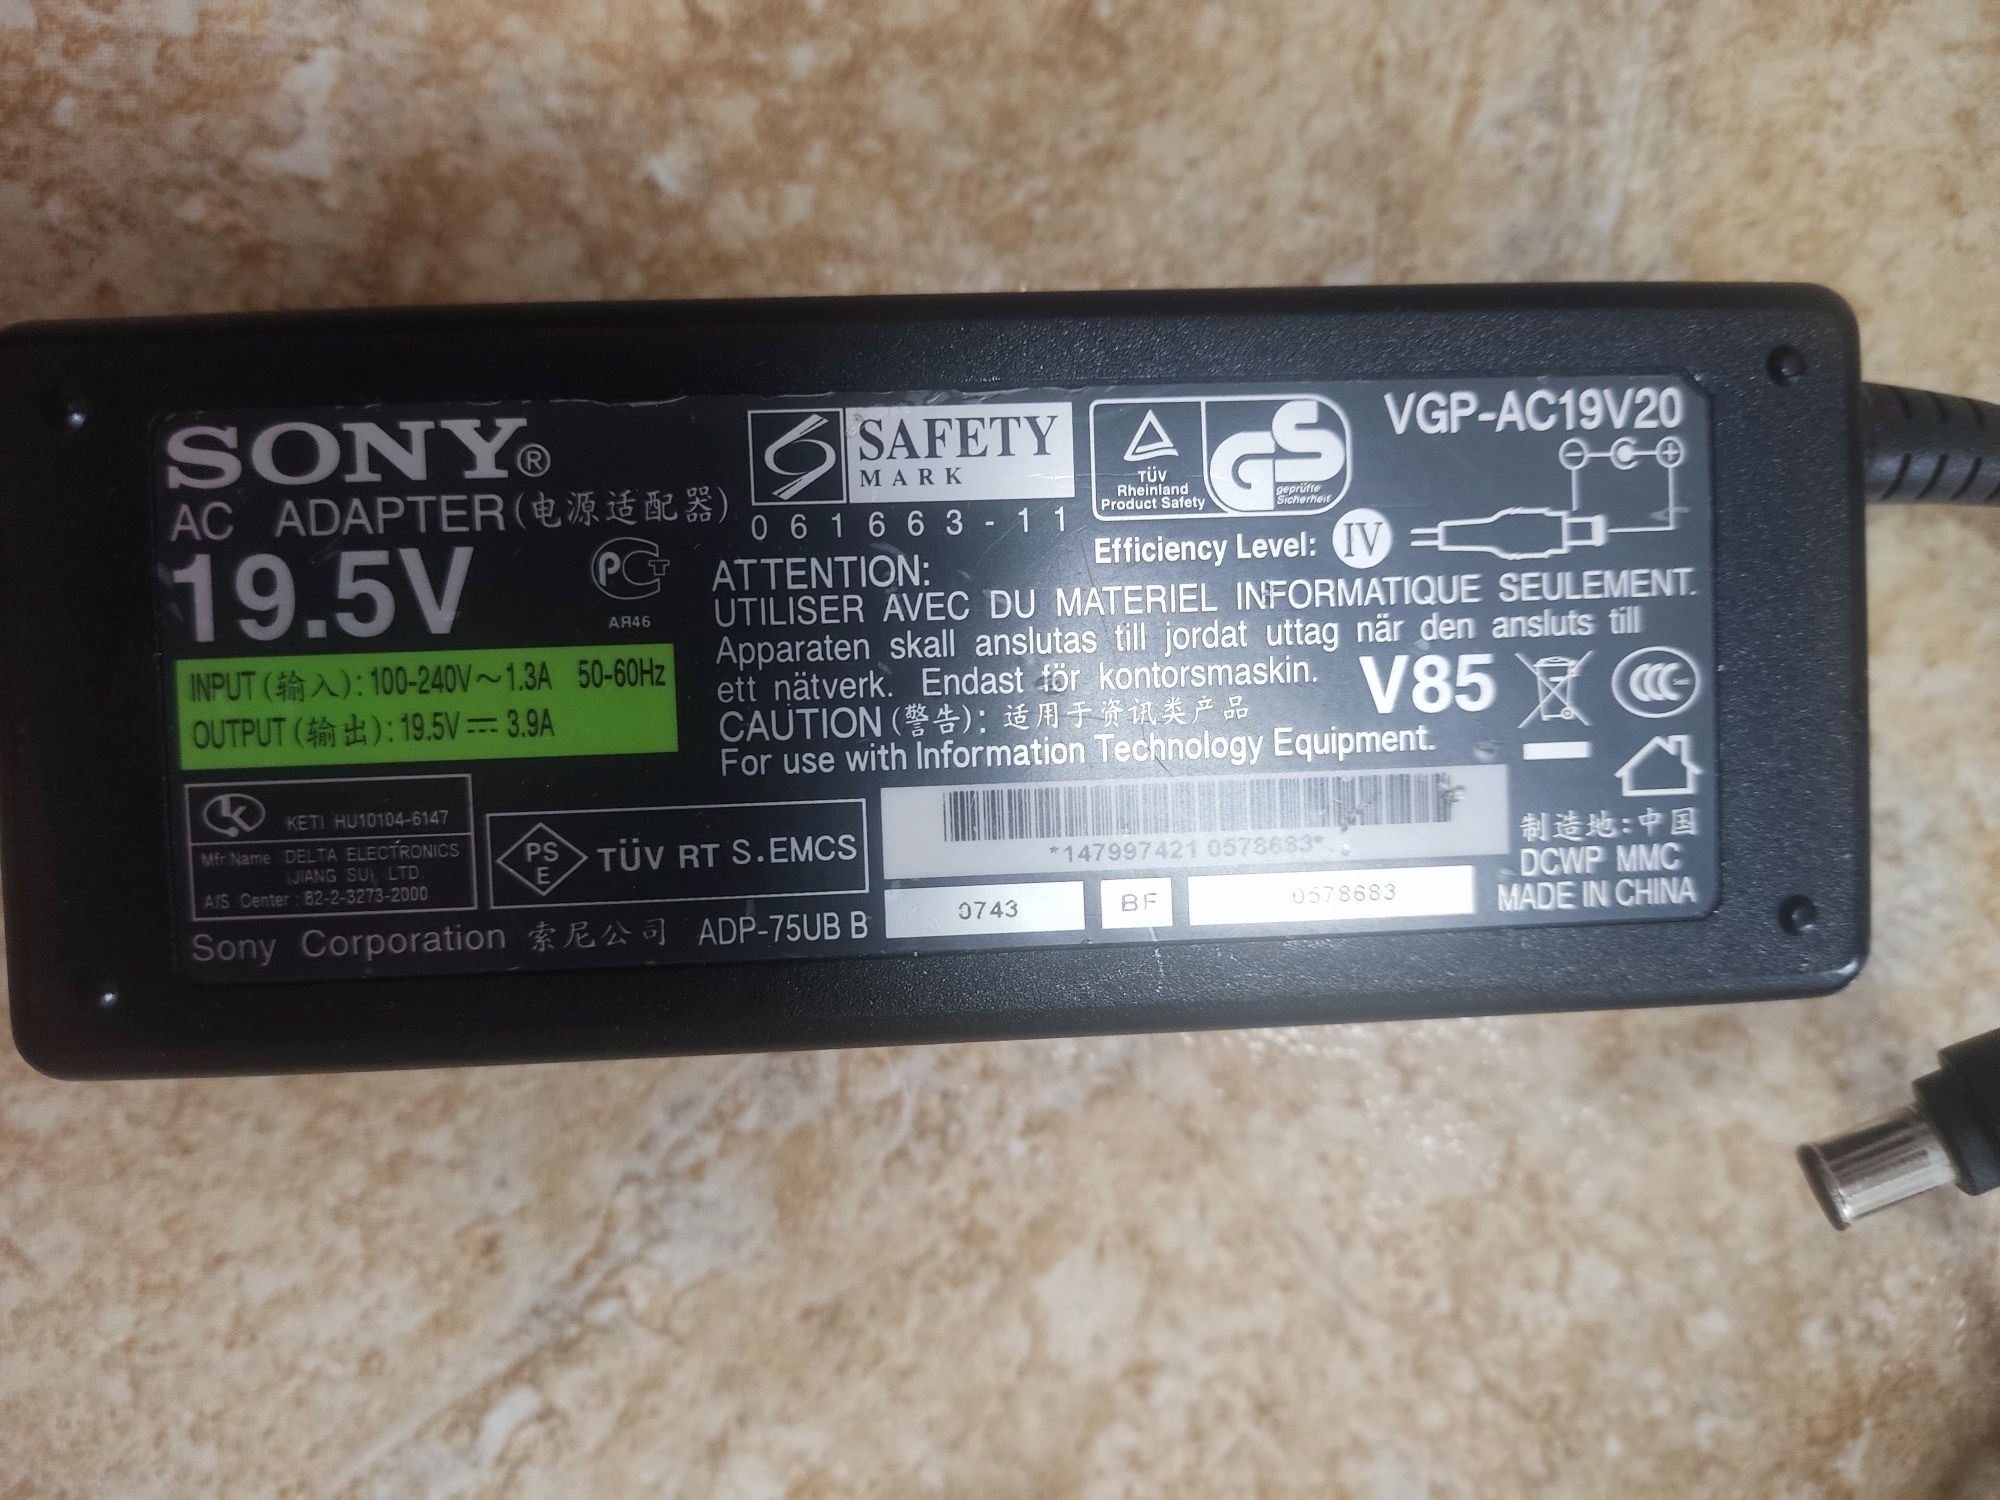 SONY®
AC ADAPTER (电源适配器)
19.5V
РСТ
АЯ46
INPUT (输入): 100-240V～1.3A 50-60Hz
OUTPUT (输出): 19.5V ⎓ 3.9A
KETI HU10104-6147
Mfr.Name : DELTA ELECTRONICS
(JIANG SU). LTD.
A/S Center : 82-2-3273-2000
PS
E
TÜV RT S.EMCS
Sony Corporation 索尼公司 ADP-75UB B
SAFETY
MARK
061663-11
TÜV
Rheinland
Product Safety
GS
geprüfte
Sicherheit
VGP-AC19V20
Efficiency Level: IV
ATTENTION:
UTILISER AVEC DU MATERIEL INFORMATIQUE SEULEMENT.
Apparaten skall anslutas till jordat uttag när den ansluts till
ett nätverk. Endast för kontorsmaskin.
CAUTION (警告): 适用于资讯类产品
For use with Information Technology Equipment.
V85
CCC
*147997421 0578683*
0743
BF
0578683
制造地:中国
DCWP MMC
MADE IN CHINA